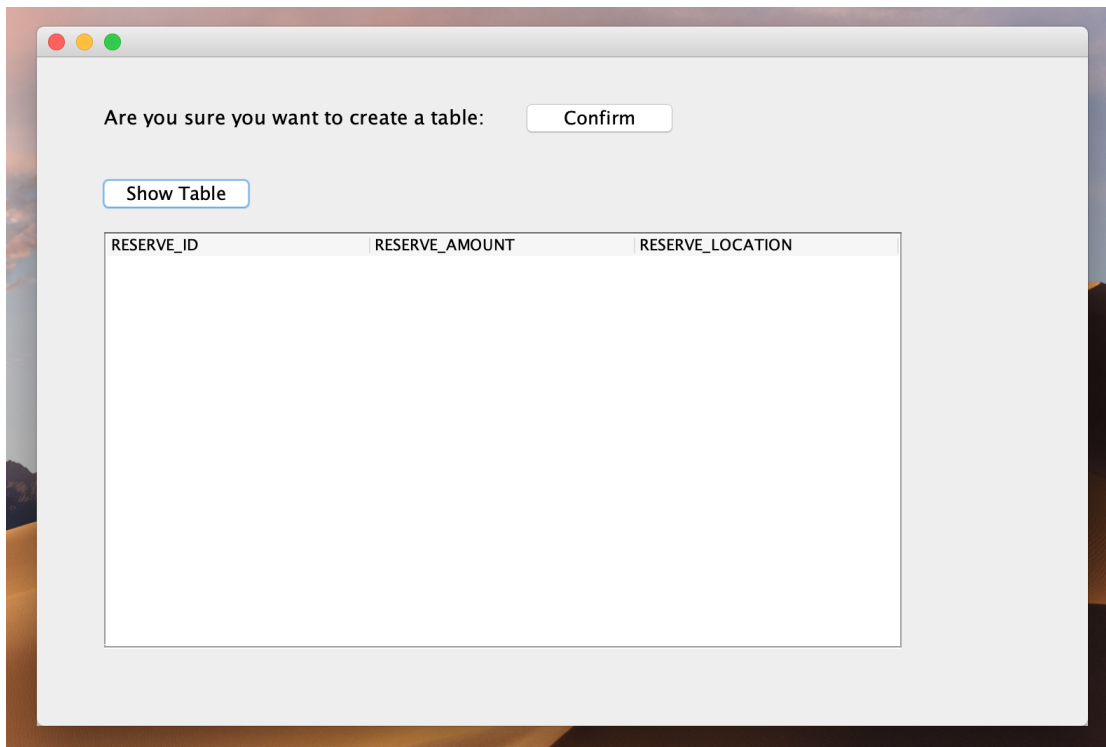 Are you sure you want to create a table: Confirm
Show Table
RESERVE_ID RESERVE_AMOUNT RESERVE_LOCATION